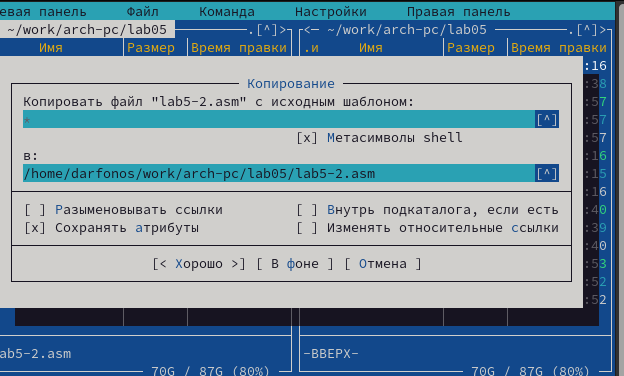 евая панель Файл Команда Настройки Правая панель
~/work/arch-pc/lab05 .[^]> <— ~/work/arch-pc/lab05 .[^]>
Имя Размер Время правки .и Имя Размер Время правки
:16
Копирование
:38
Копировать файл "lab5-2.asm" с исходным шаблоном:
:57
* [^]
:57
[x] Метасимволы shell
:57
в:
:16
/home/darfonos/work/arch-pc/lab05/lab5-2.asm [^]
:15
:16
[ ] Разыменовывать ссылки [ ] Внутрь подкаталога, если есть
:40
[x] Сохранять атрибуты [ ] Изменять относительные ссылки
:39
:40
[< Хорошо >] [ В фоне ] [ Отмена ]
:53
:52
:52
ab5-2.asm -ВВЕРХ-
70G / 87G (80%) 70G / 87G (80%)